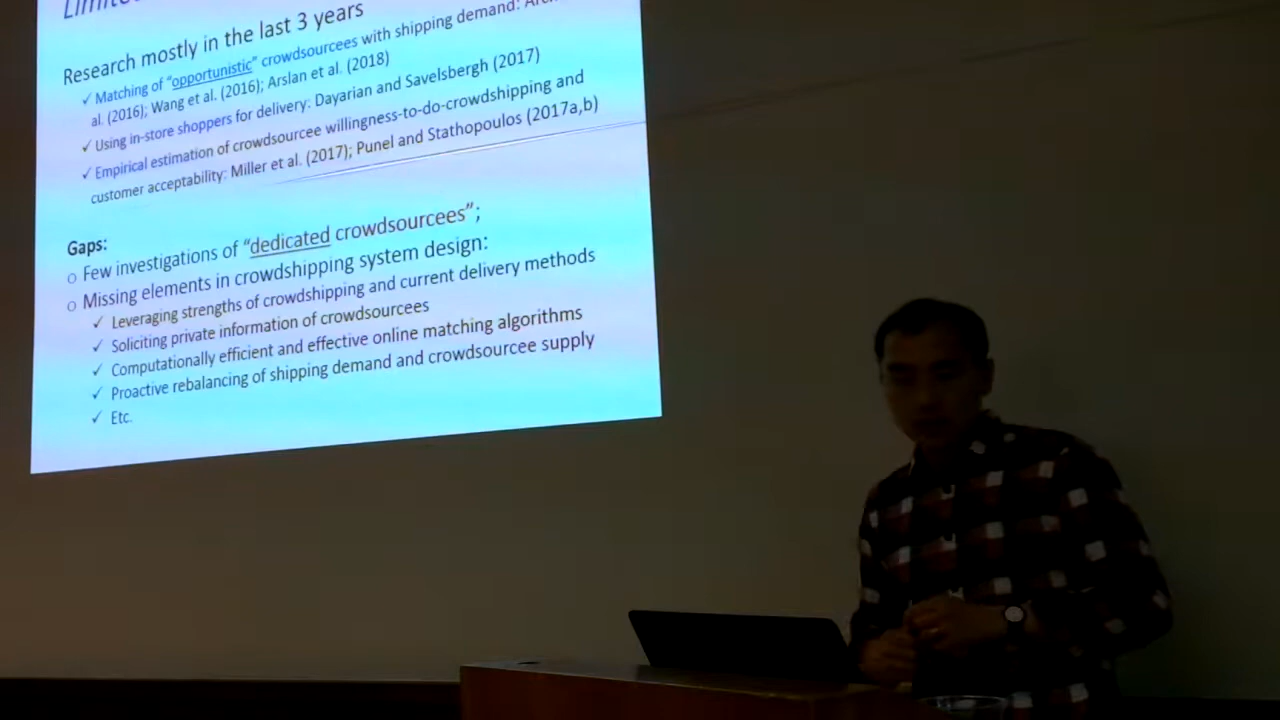 Research mostly in the last 3 years
✓ Matching of “opportunistic” crowdsourcees with shipping demand:
al. (2016); Wang et al. (2016); Arslan et al. (2018)
✓ Using in-store shoppers for delivery: Dayarian and Savelsbergh (2017)
✓ Empirical estimation of crowdsourcee willingness-to-do-crowdshipping and
customer acceptability: Miller et al. (2017); Punel and Stathopoulos (2017a,b)
Gaps:
o Few investigations of “dedicated crowdsourcees”;
o Missing elements in crowdshipping system design:
✓ Leveraging strengths of crowdshipping and current delivery methods
✓ Soliciting private information of crowdsourcees
✓ Computationally efficient and effective online matching algorithms
✓ Proactive rebalancing of shipping demand and crowdsourcee supply
✓ Etc.